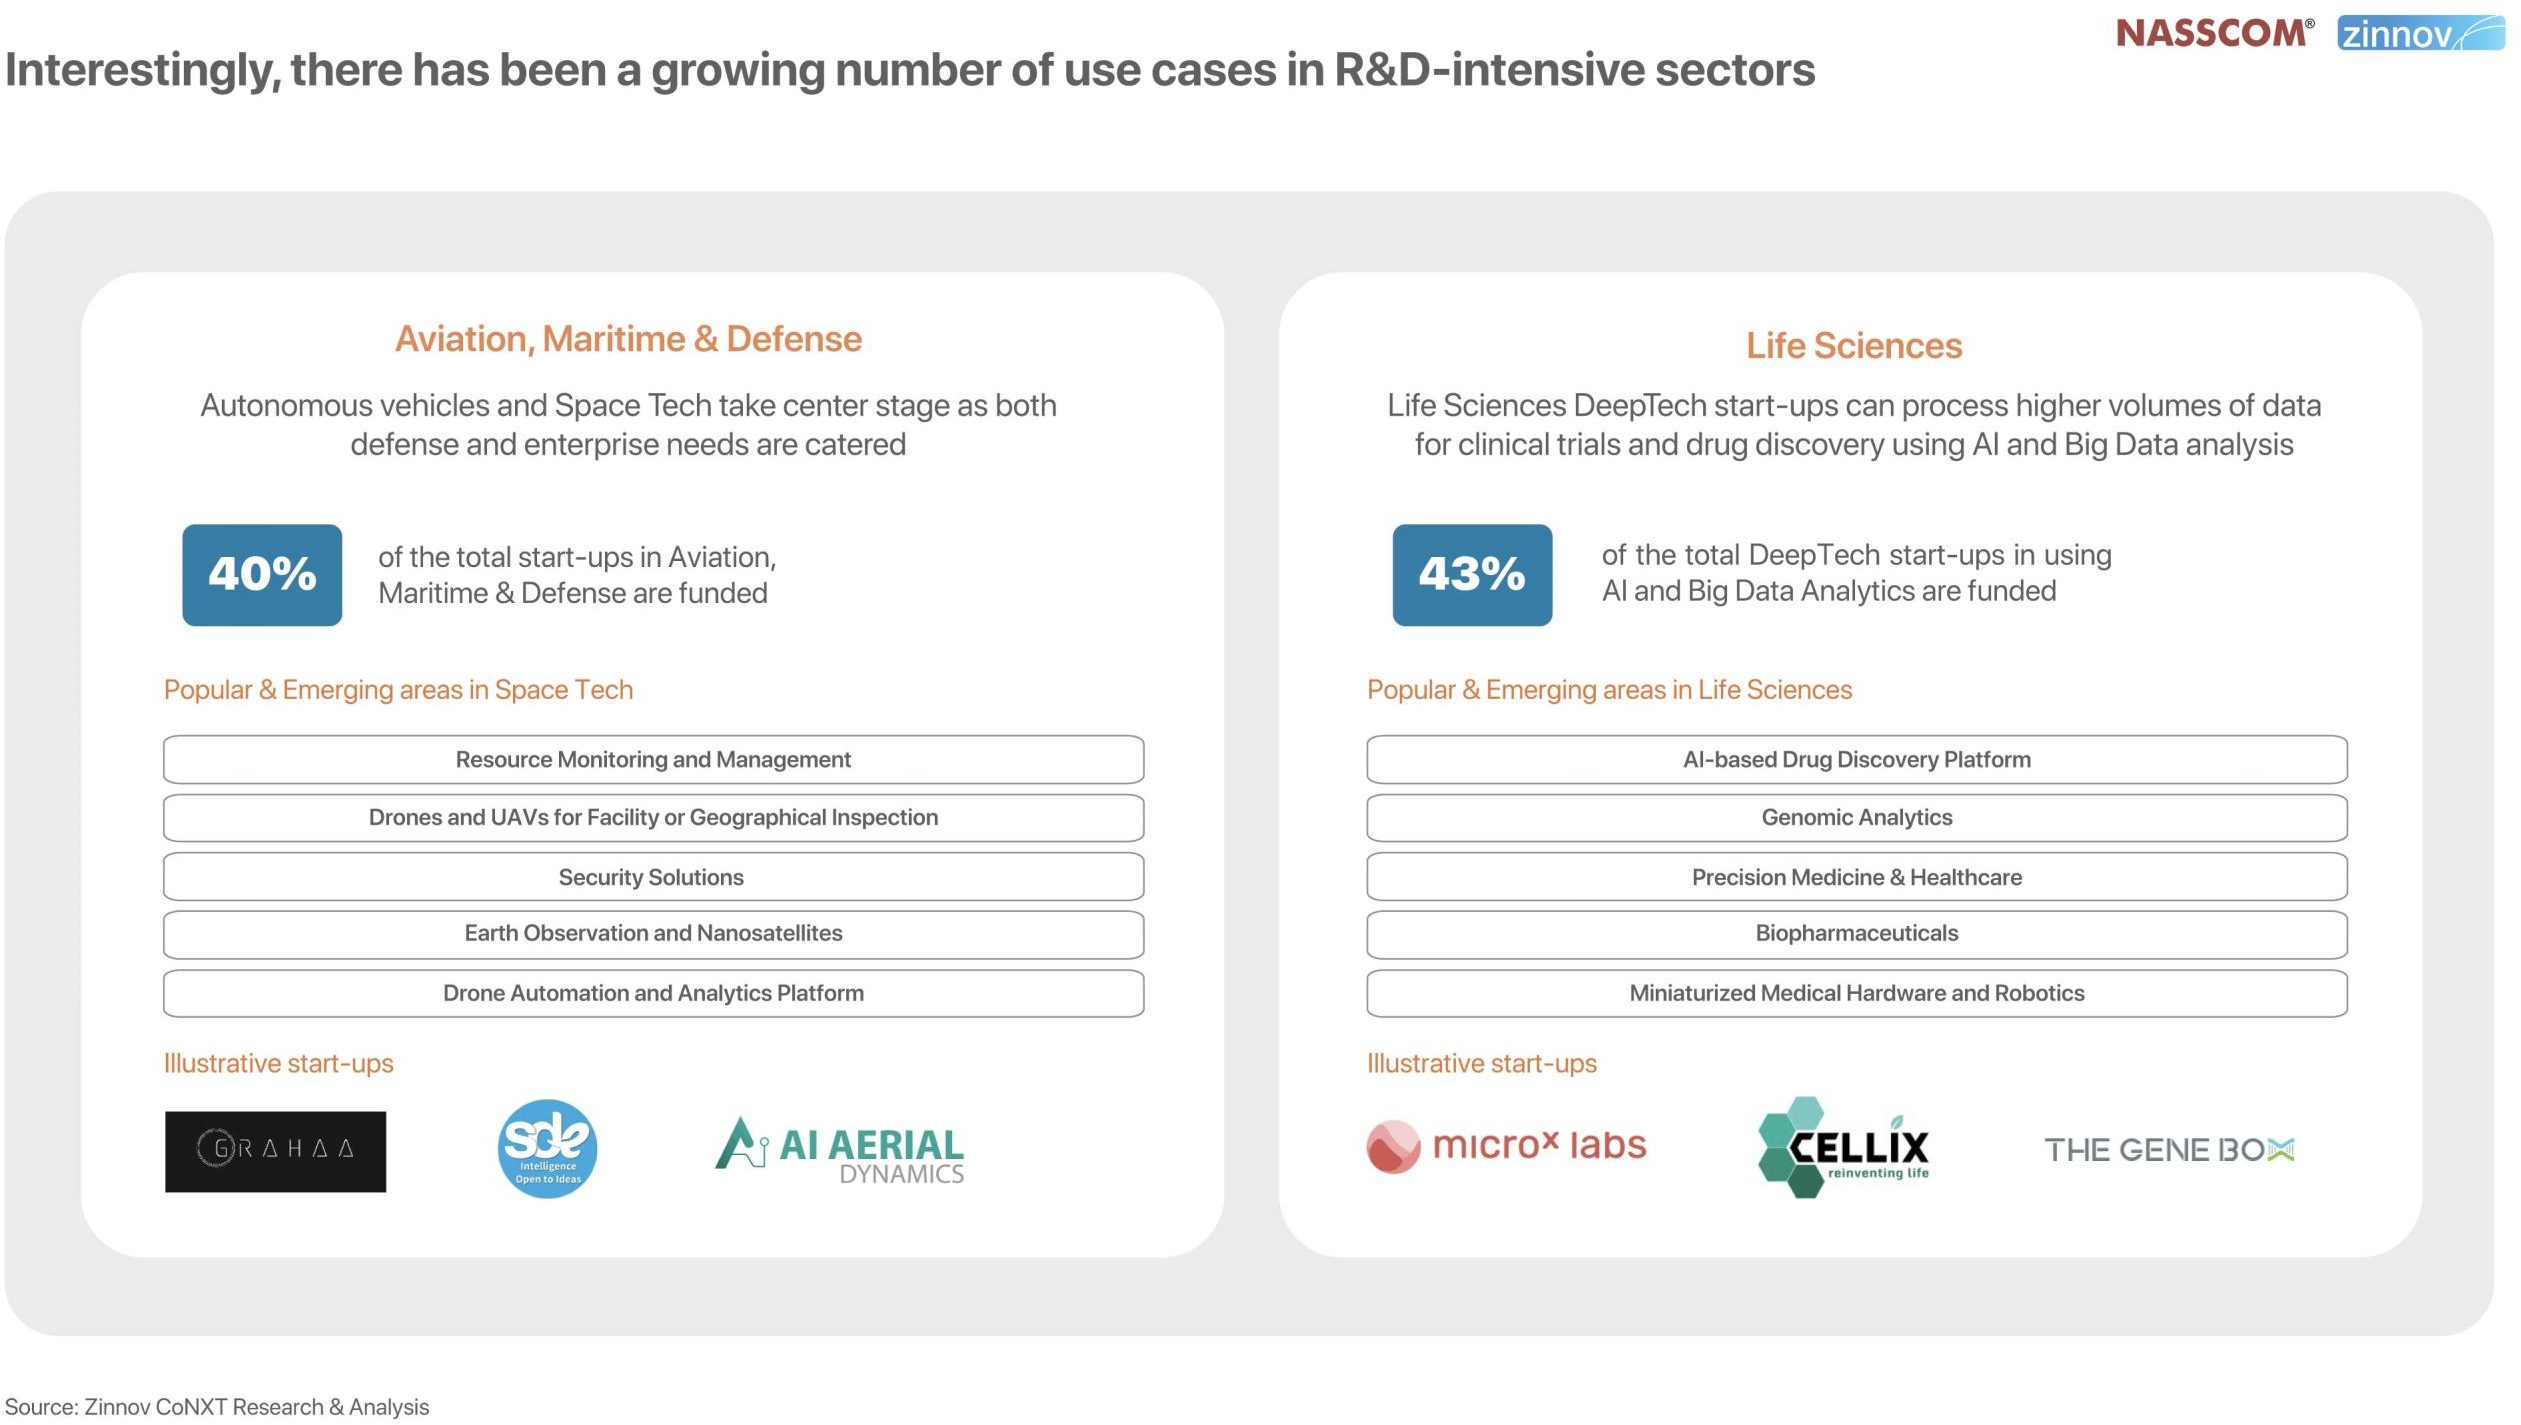 NASSCOM®
zinnov
Interestingly, there has been a growing number of use cases in R&D-intensive sectors
Aviation, Maritime & Defense
Autonomous vehicles and Space Tech take center stage as both
defense and enterprise needs are catered
40%
of the total start-ups in Aviation,
Maritime & Defense are funded
Popular & Emerging areas in Space Tech
Resource Monitoring and Management
Drones and UAVs for Facility or Geographical Inspection
Security Solutions
Earth Observation and Nanosatellites
Drone Automation and Analytics Platform
Illustrative start-ups
GRAHAA
sde
Intelligence
Open to Ideas
Ai
AI AERIAL
DYNAMICS
Life Sciences
Life Sciences DeepTech start-ups can process higher volumes of data
for clinical trials and drug discovery using AI and Big Data analysis
43%
of the total DeepTech start-ups in using
AI and Big Data Analytics are funded
Popular & Emerging areas in Life Sciences
AI-based Drug Discovery Platform
Genomic Analytics
Precision Medicine & Healthcare
Biopharmaceuticals
Miniaturized Medical Hardware and Robotics
Illustrative start-ups
microx labs
CELLIX
reinventing life
THE GENE BOX
Source: Zinnov CoNXT Research & Analysis